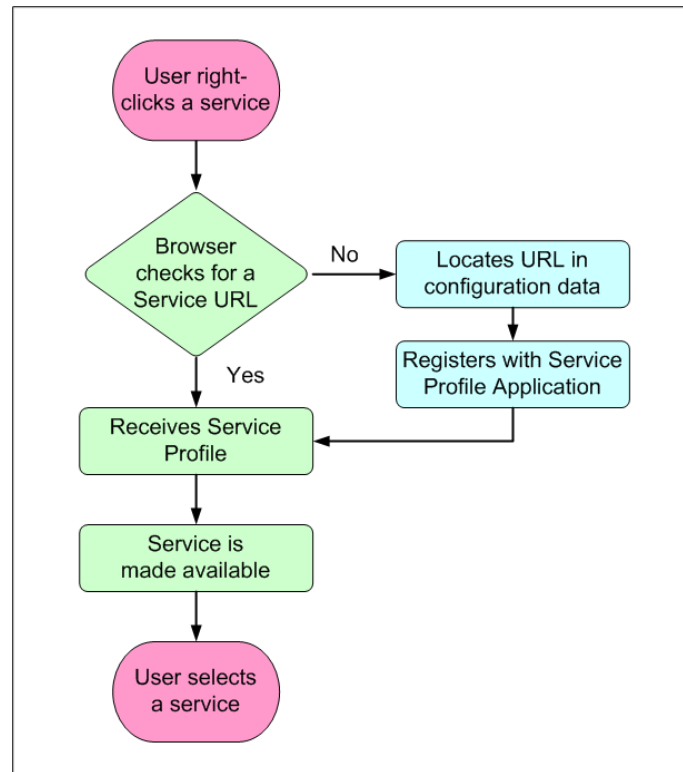 User right-
clicks a service
Browser
checks for a
Service URL
No
Locates URL in
configuration data
Registers with Service
Profile Application
Yes
Receives Service
Profile
Service is
made available
User selects
a service